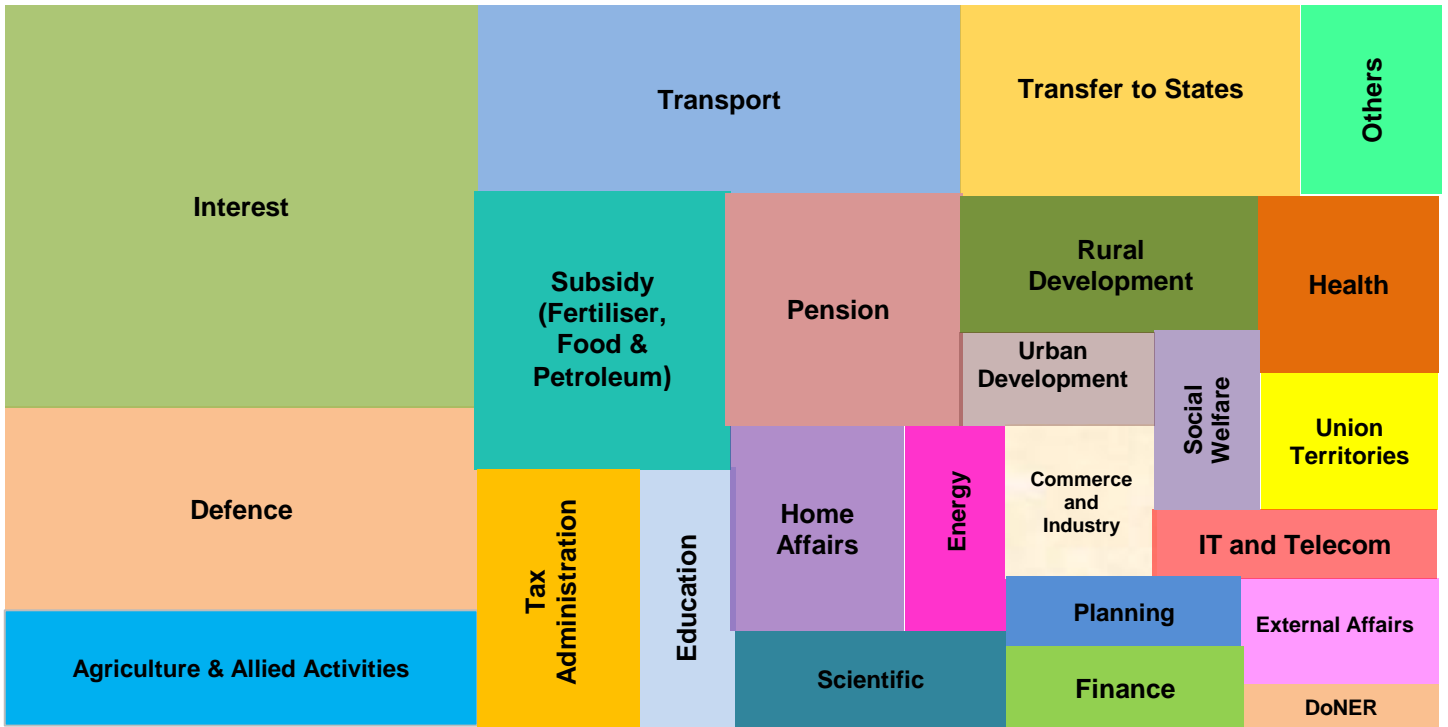 Interest
Defence
Agriculture & Allied Activities
Transport
Subsidy
(Fertiliser,
Food &
Petroleum)
Pension
Tax
Administration
Education
Home
Affairs
Energy
Scientific
Transfer to States
Others
Rural
Development
Health
Urban
Development
Social
Welfare
Union
Territories
Commerce
and
Industry
IT and Telecom
Planning
External Affairs
Finance
DoNER